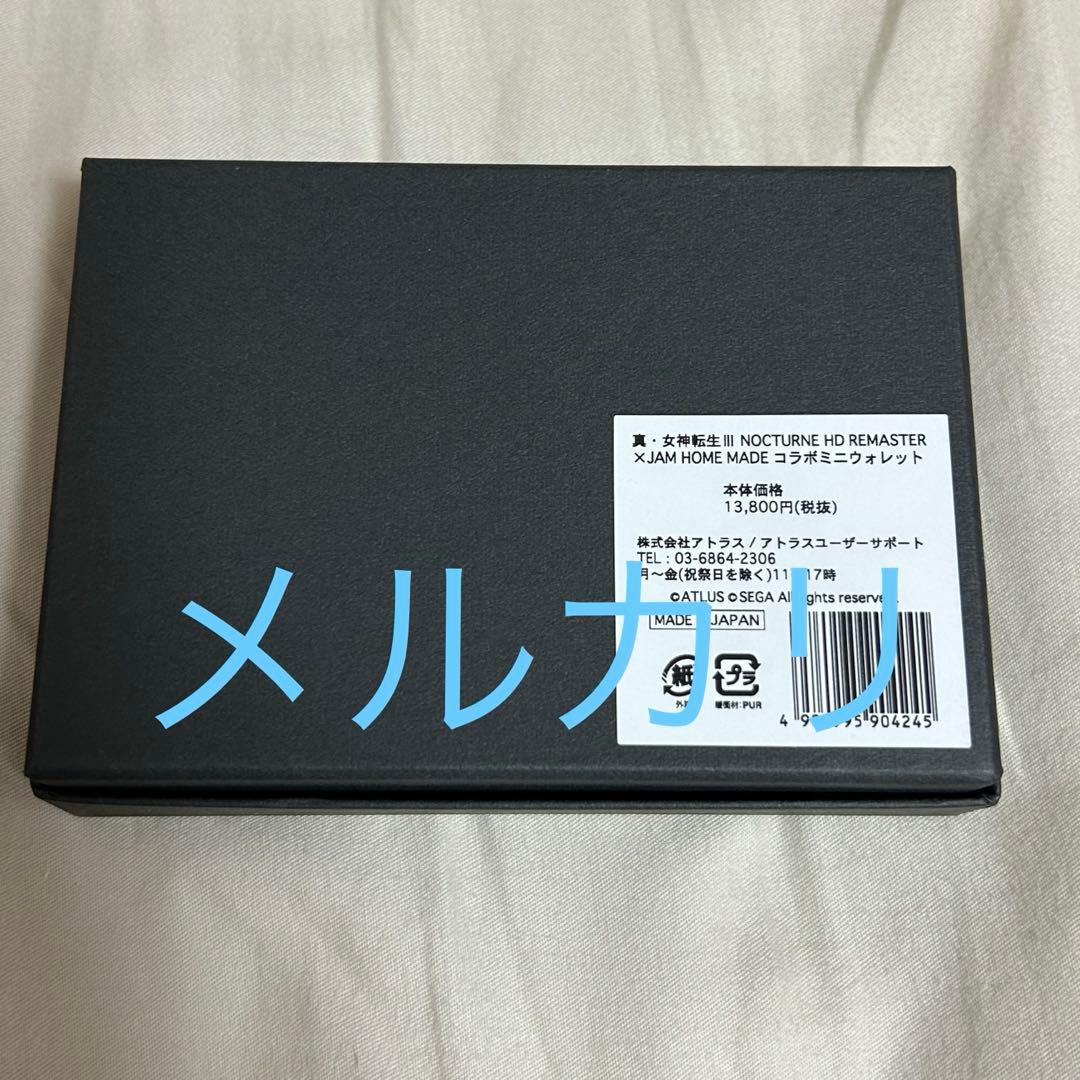 真・女神転生Ⅲ NOCTURNE HD REMASTER
×JAM HOME MADE コラボミニウォレット
本体価格
13,800円(税抜)
株式会社アトラス / アトラスユーザーサポート
TEL : 03-6864-2306
月〜金(祝祭日を除く)11 17時
©ATLUS ©SEGA All rights reserved.
MADE JAPAN
紙 プラ
緩衝材:PUR
95 904245
メルカリ